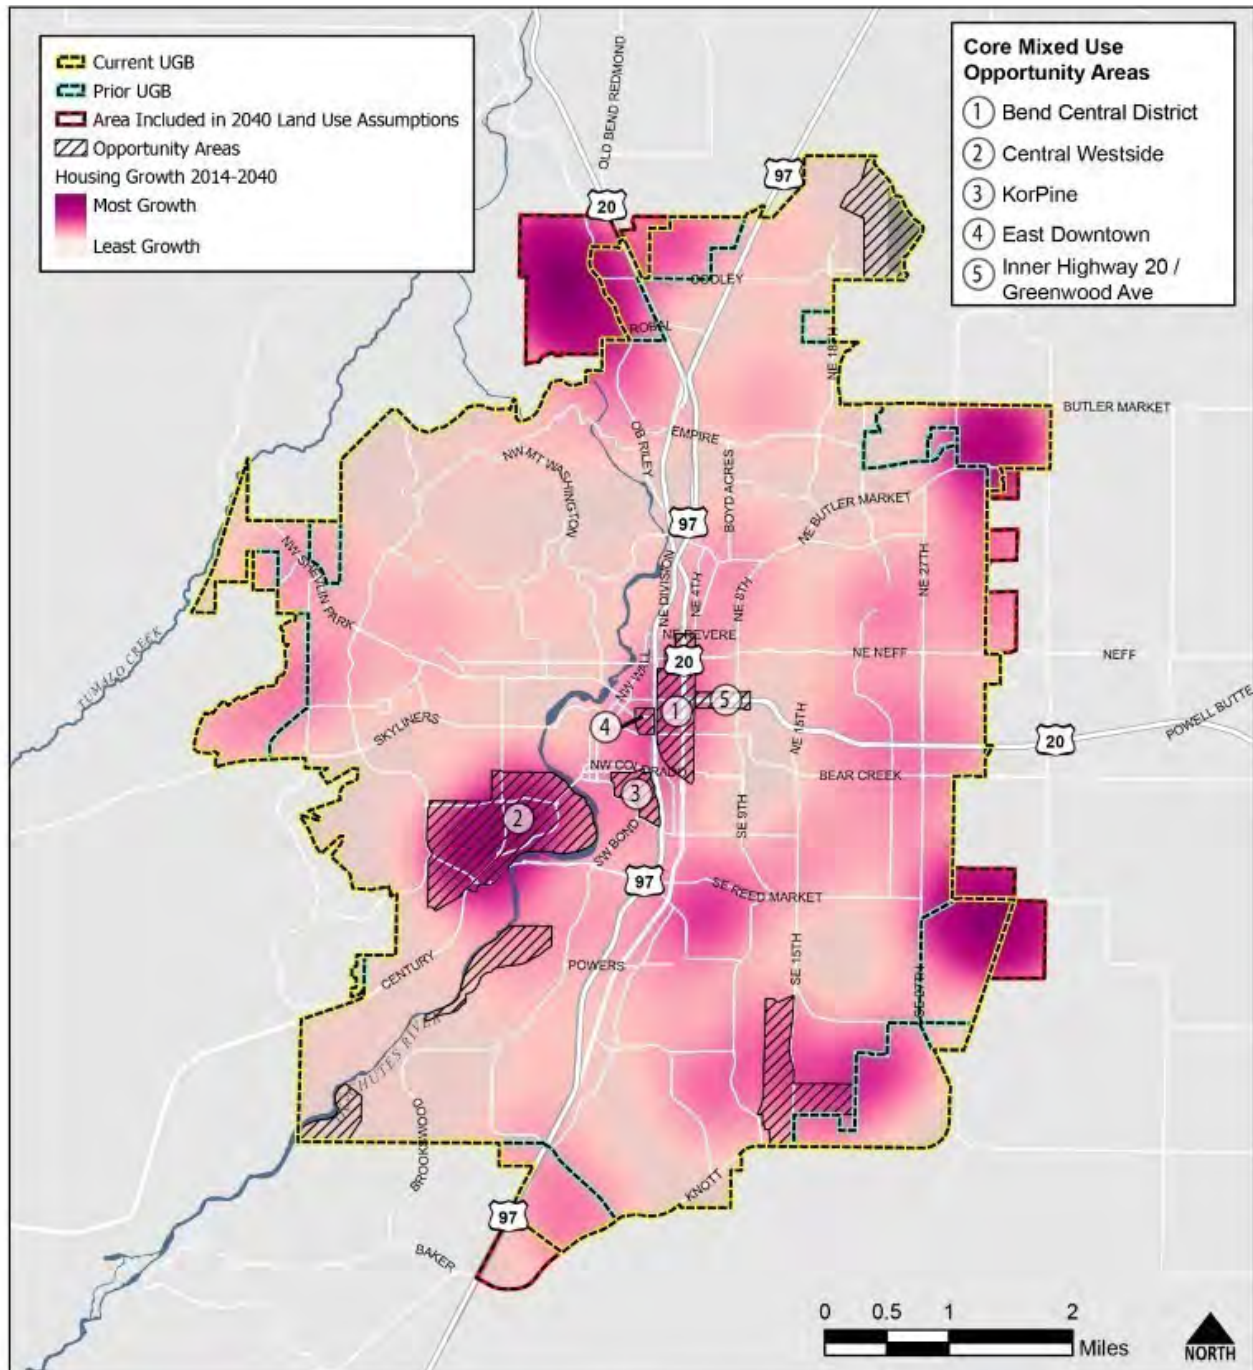 Current UGB
Prior UGB
Area Included in 2040 Land Use Assumptions
Opportunity Areas
Housing Growth 2014-2040
Most Growth
Least Growth
Core Mixed Use
Opportunity Areas
1 Bend Central District
2 Central Westside
3 KorPine
4 East Downtown
5 Inner Highway 20 /
Greenwood Ave
OLD BEND REDMOND
97
20
COOLEY
ROBAL
NE 18TH
BUTLER MARKET
OB RILEY
EMPIRE
NW MT WASHINGTON
BOYD ACRES
NE BUTLER MARKET
97
NW SHEVLIN PARK
NE DIVISION
NE 4TH
NE 8TH
NE 27TH
TUMALO CREEK
NE REVERE
NE NEFF
NEFF
20
NW WALL
1
5
4
SKYLINERS
NE 15TH
20
POWELL BUTTE
NW COLORADO
BEAR CREEK
3
2
SE 9TH
SW BOND
97
SE REED MARKET
CENTURY
POWERS
SE 15TH
SE 27TH
HUTES RIVER
BROOKSWOOD
KNOTT
97
BAKER
0 0.5 1 2
Miles
NORTH